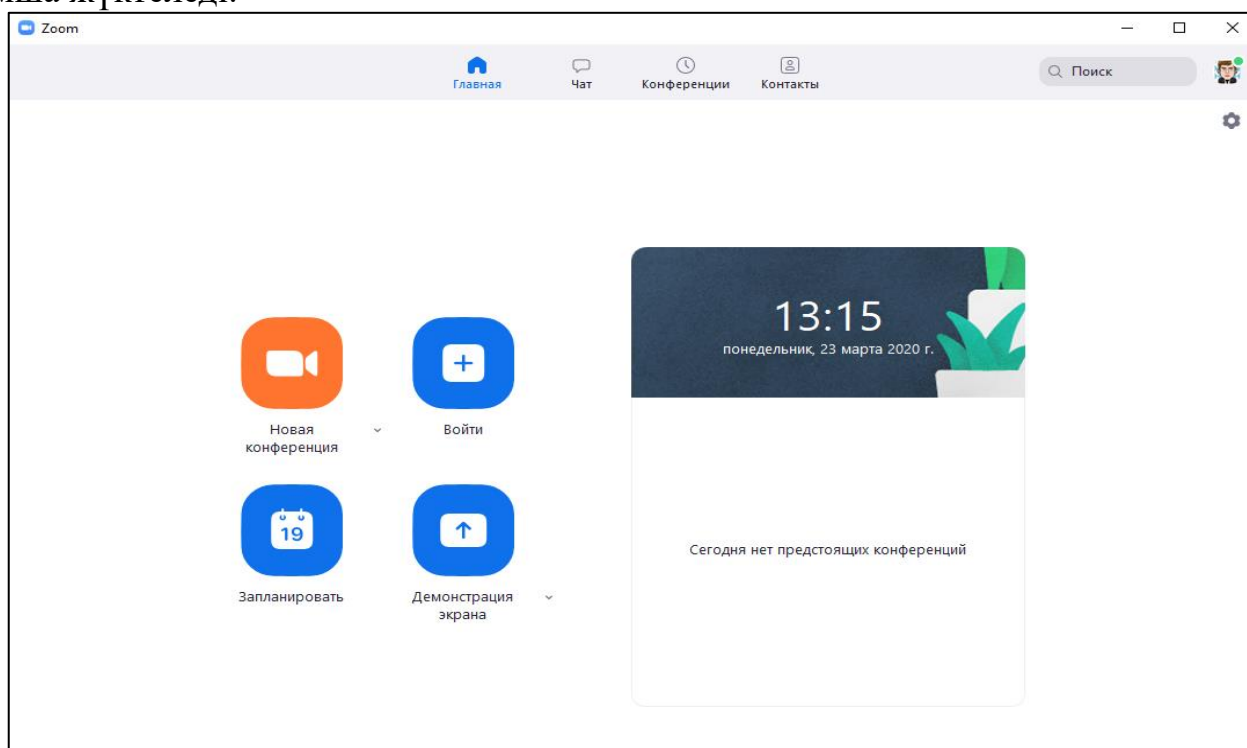 Zoom
Главная
Чат
Конференции
Контакты
Поиск
13:15
понедельник, 23 марта 2020 г.
Новая
конференция
Войти
19
Запланировать
Демонстрация
экрана
Сегодня нет предстоящих конференций